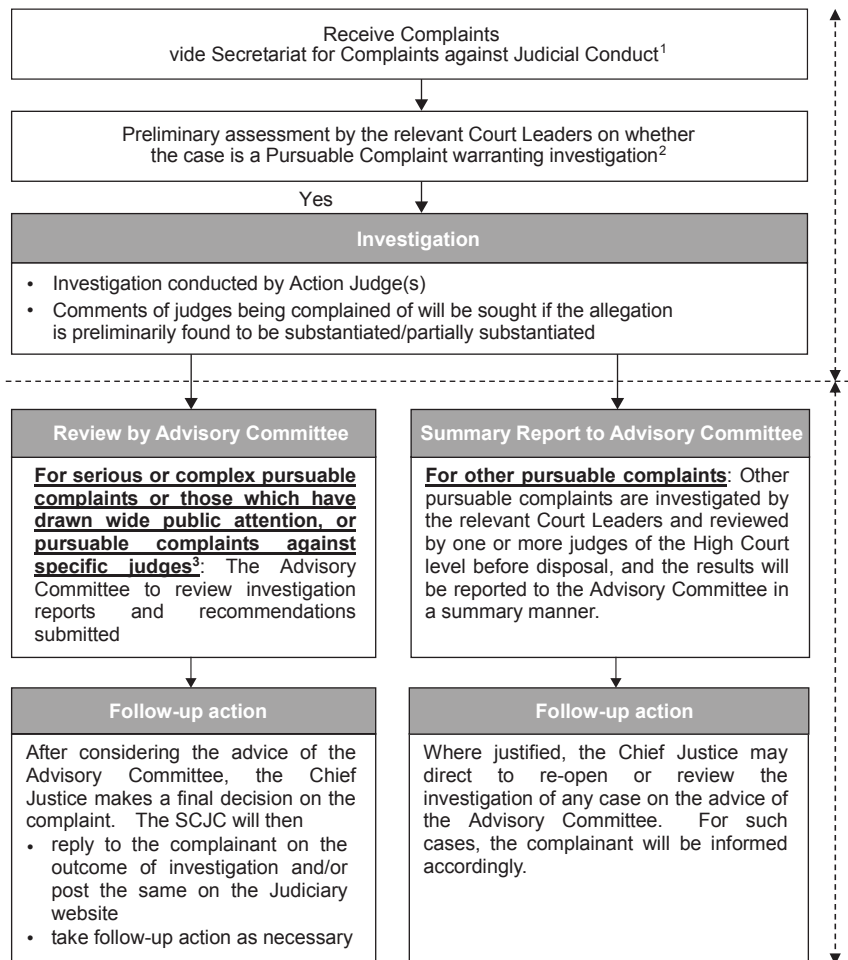 Receive Complaints
vide Secretariat for Complaints against Judicial Conduct1
Preliminary assessment by the relevant Court Leaders on whether
the case is a Pursuable Complaint warranting investigation2
Yes
Investigation
• Investigation conducted by Action Judge(s)
• Comments of judges being complained of will be sought if the allegation
is preliminarily found to be substantiated/partially substantiated
Review by Advisory Committee
For serious or complex pursuable
complaints or those which have
drawn wide public attention, or
pursuable complaints against
specific judges3: The Advisory
Committee to review investigation
reports and recommendations
submitted
Summary Report to Advisory Committee
For other pursuable complaints: Other
pursuable complaints are investigated by
the relevant Court Leaders and reviewed
by one or more judges of the High Court
level before disposal, and the results will
be reported to the Advisory Committee in
a summary manner.
Follow-up action
After considering the advice of the
Advisory Committee, the Chief
Justice makes a final decision on the
complaint. The SCJC will then
• reply to the complainant on the
outcome of investigation and/or
post the same on the Judiciary
website
• take follow-up action as necessary
Follow-up action
Where justified, the Chief Justice may
direct to re-open or review the
investigation of any case on the advice of
the Advisory Committee. For such
cases, the complainant will be informed
accordingly.